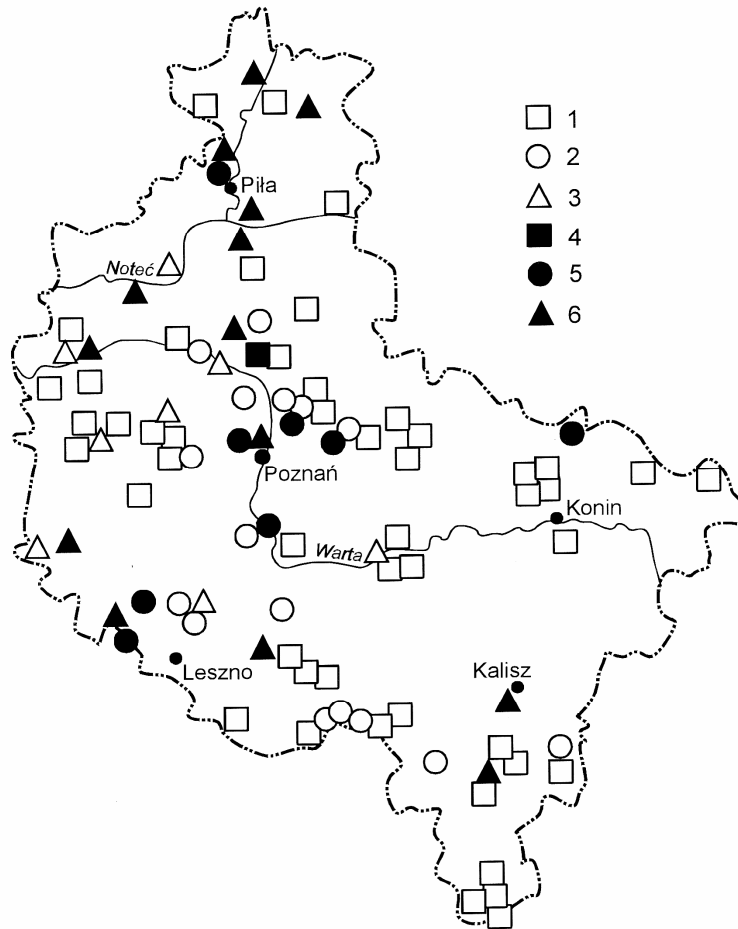 1
2
3
4
5
6
Piła
Noteć
Poznań
Konin
Warta
Leszno
Kalisz